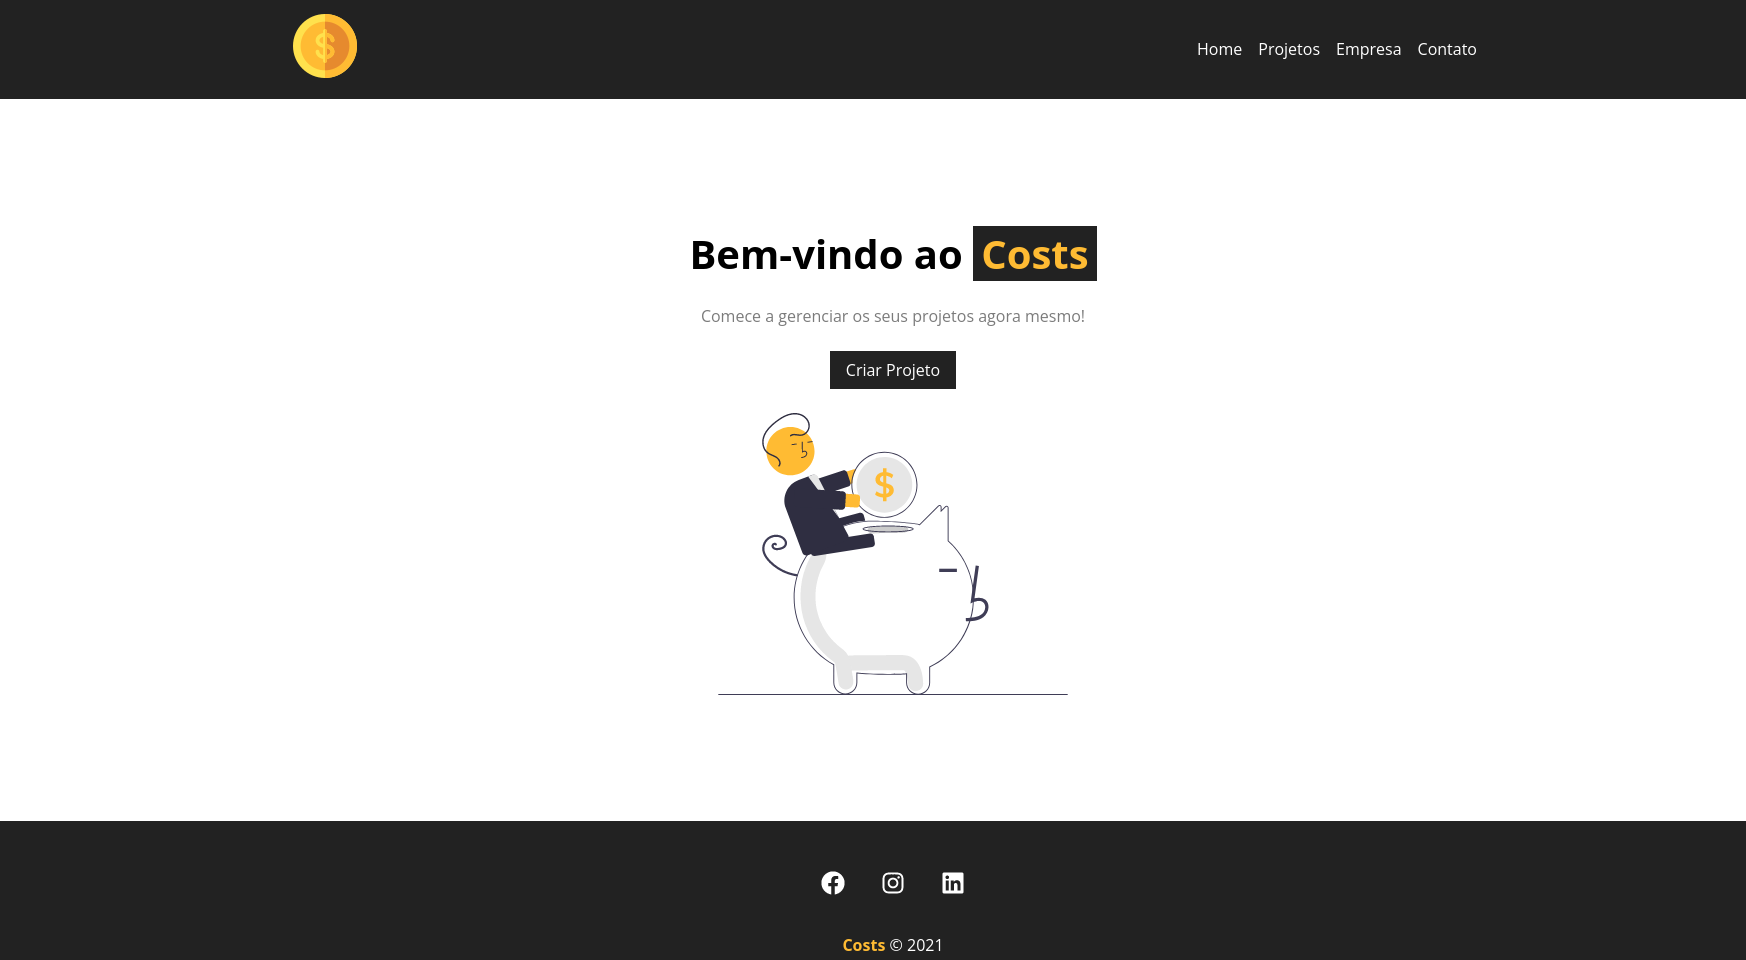 $
Home Projetos Empresa Contato
Bem-vindo ao Costs
Comece a gerenciar os seus projetos agora mesmo!
Criar Projeto
$
Costs © 2021